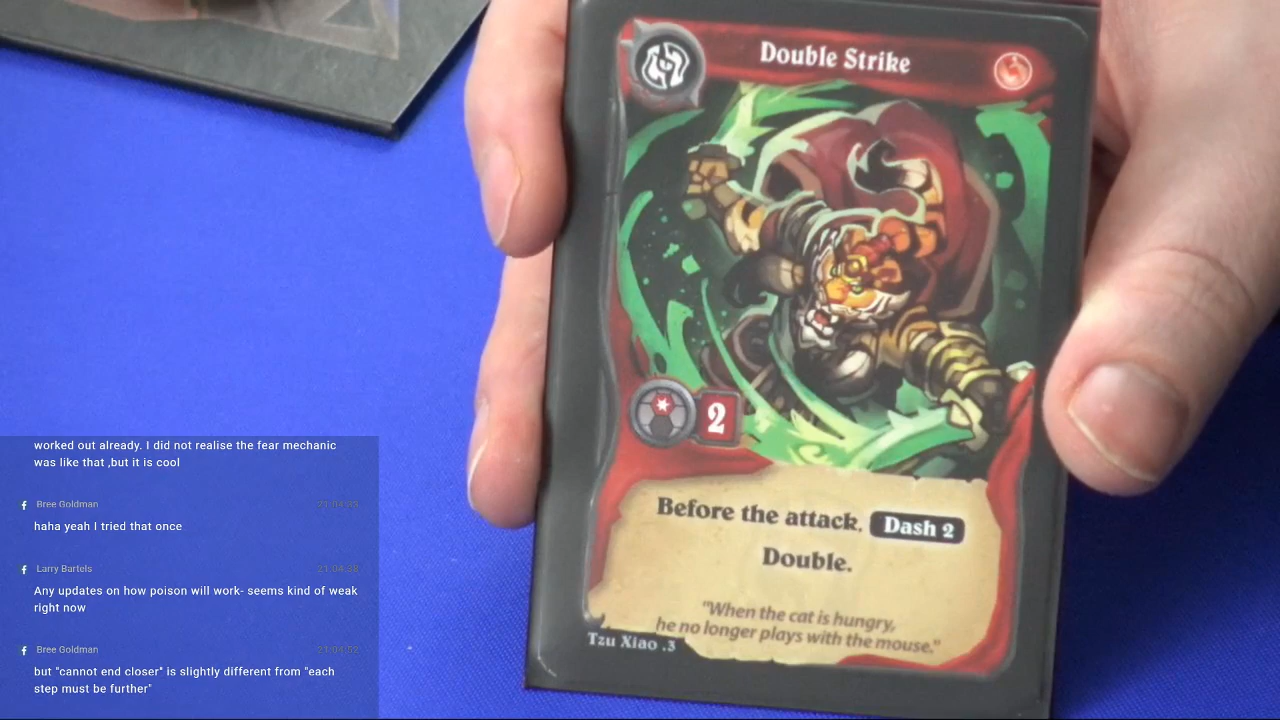 Double Strike
2
Before the attack, Dash 2
Double.
"When the cat is hungry,
he no longer plays with the mouse."
Tzu Xiao .3
worked out already. I did not realise the fear mechanic
was like that ,but it is cool
Bree Goldman
haha yeah I tried that once
Larry Bartels
Any updates on how poison will work- seems kind of weak
right now
Bree Goldman 21:04:52
but "cannot end closer" is slightly different from "each
step must be further"